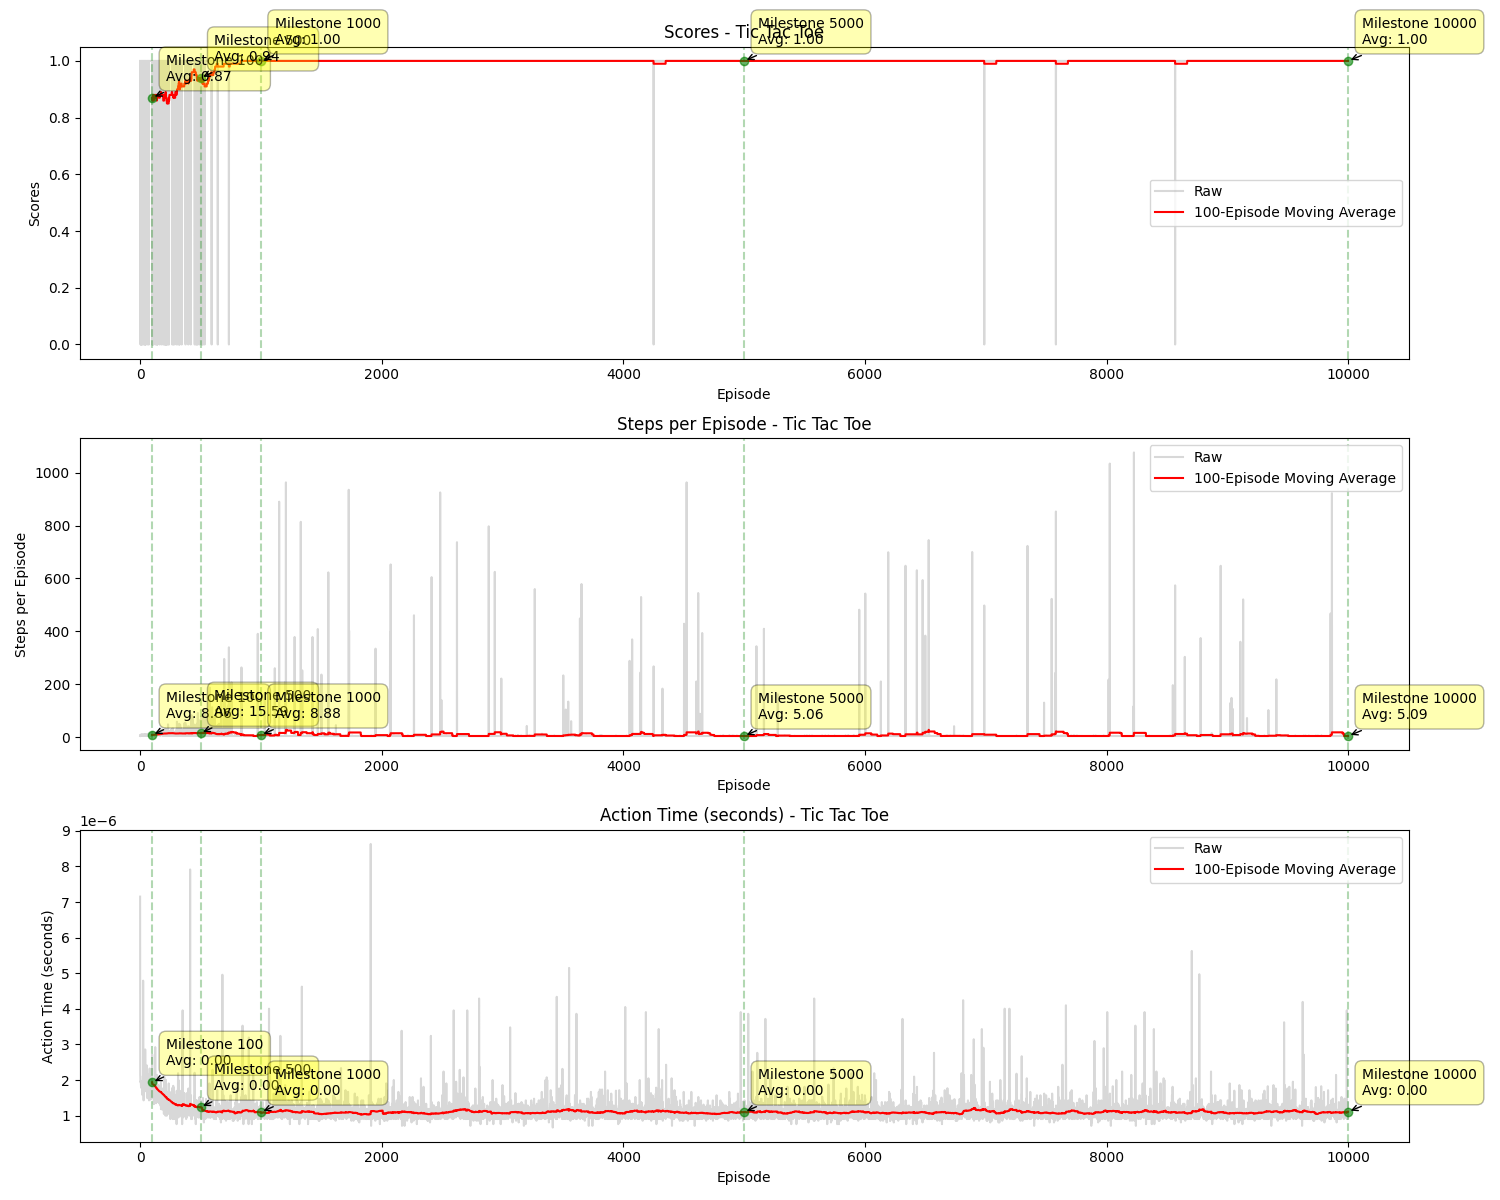 Scores - Tic Tac Toe
Milestone 100
Avg: 0.87
Milestone 500
Avg: 0.94
Milestone 1000
Avg: 1.00
Milestone 5000
Avg: 1.00
Milestone 10000
Avg: 1.00
1.0
0.8
0.6
0.4
0.2
0.0
Scores
Raw
100-Episode Moving Average
0 2000 4000 6000 8000 10000
Episode
Steps per Episode - Tic Tac Toe
1000
800
600
400
200
0
Steps per Episode
Raw
100-Episode Moving Average
Milestone 100
Milestone 500
Avg: 15.59
Milestone 1000
Avg: 8.88
Milestone 5000
Avg: 5.06
Milestone 10000
Avg: 5.09
0 2000 4000 6000 8000 10000
Episode
Action Time (seconds) - Tic Tac Toe
1e−6
9
8
7
6
5
4
3
2
1
Action Time (seconds)
Raw
100-Episode Moving Average
Milestone 100
Avg: 0.00
Milestone 500
Avg: 0.00
Milestone 1000
Avg: 0.00
Milestone 5000
Avg: 0.00
Milestone 10000
Avg: 0.00
0 2000 4000 6000 8000 10000
Episode